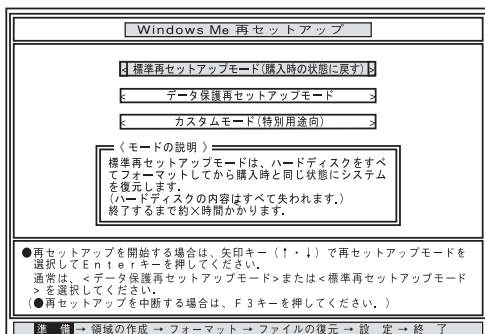 Windows Me 再セットアップ
< 標準再セットアップモード(購入時の状態に戻す) >
< データ保護再セットアップモード >
< カスタムモード(特別用途向) >
《 モードの説明 》
標準再セットアップモードは、ハードディスクをすべ
てフォーマットしてから購入時と同じ状態にシステム
を復元します.
(ハードディスクの内容はすべて失われます.)
終了するまで約×時間かかります.
●再セットアップを開始する場合は、矢印キー(↑・↓)で再セットアップモードを
選択してEnterキーを押してください.
通常は、<データ保護再セットアップモード>または<標準再セットアップモード
> を選択してください.
(●再セットアップを中断する場合は、F3キーを押してください.)
準 備 → 領域の作成 → フォーマット → ファイルの復元 → 設 定 → 終 了